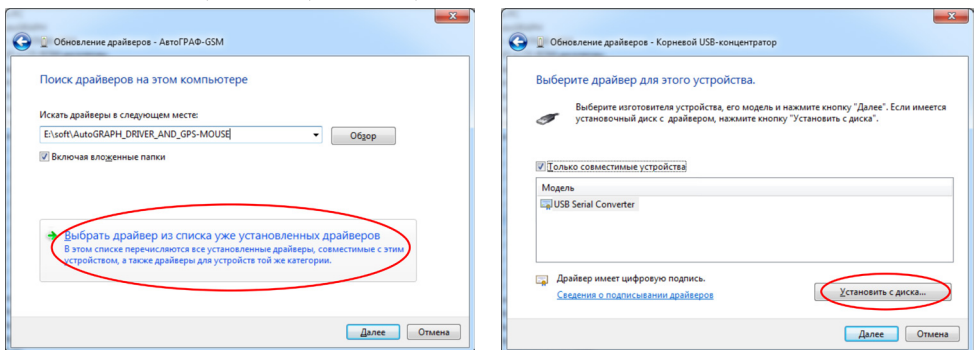 Обновление драйверов - АвтоГРАФ-GSM
Поиск драйверов на этом компьютере
Искать драйверы в следующем месте:
E:\soft\AutoGRAPH_DRIVER_AND_GPS-MOUSE
Обзор
Включая вложенные папки
Выбрать драйвер из списка уже установленных драйверов
В этом списке перечисляются все установленные драйверы, совместимые с этим
устройством, а также драйверы для устройств той же категории.
Далее
Отмена
Обновление драйверов - Корневой USB-концентратор
Выберите драйвер для этого устройства.
Выберите изготовителя устройства, его модель и нажмите кнопку "Далее". Если имеется
установочный диск с драйвером, нажмите кнопку "Установить с диска".
Только совместимые устройства
Модель
USB Serial Converter
Драйвер имеет цифровую подпись.
Сведения о подписывании драйверов
Установить с диска...
Далее
Отмена